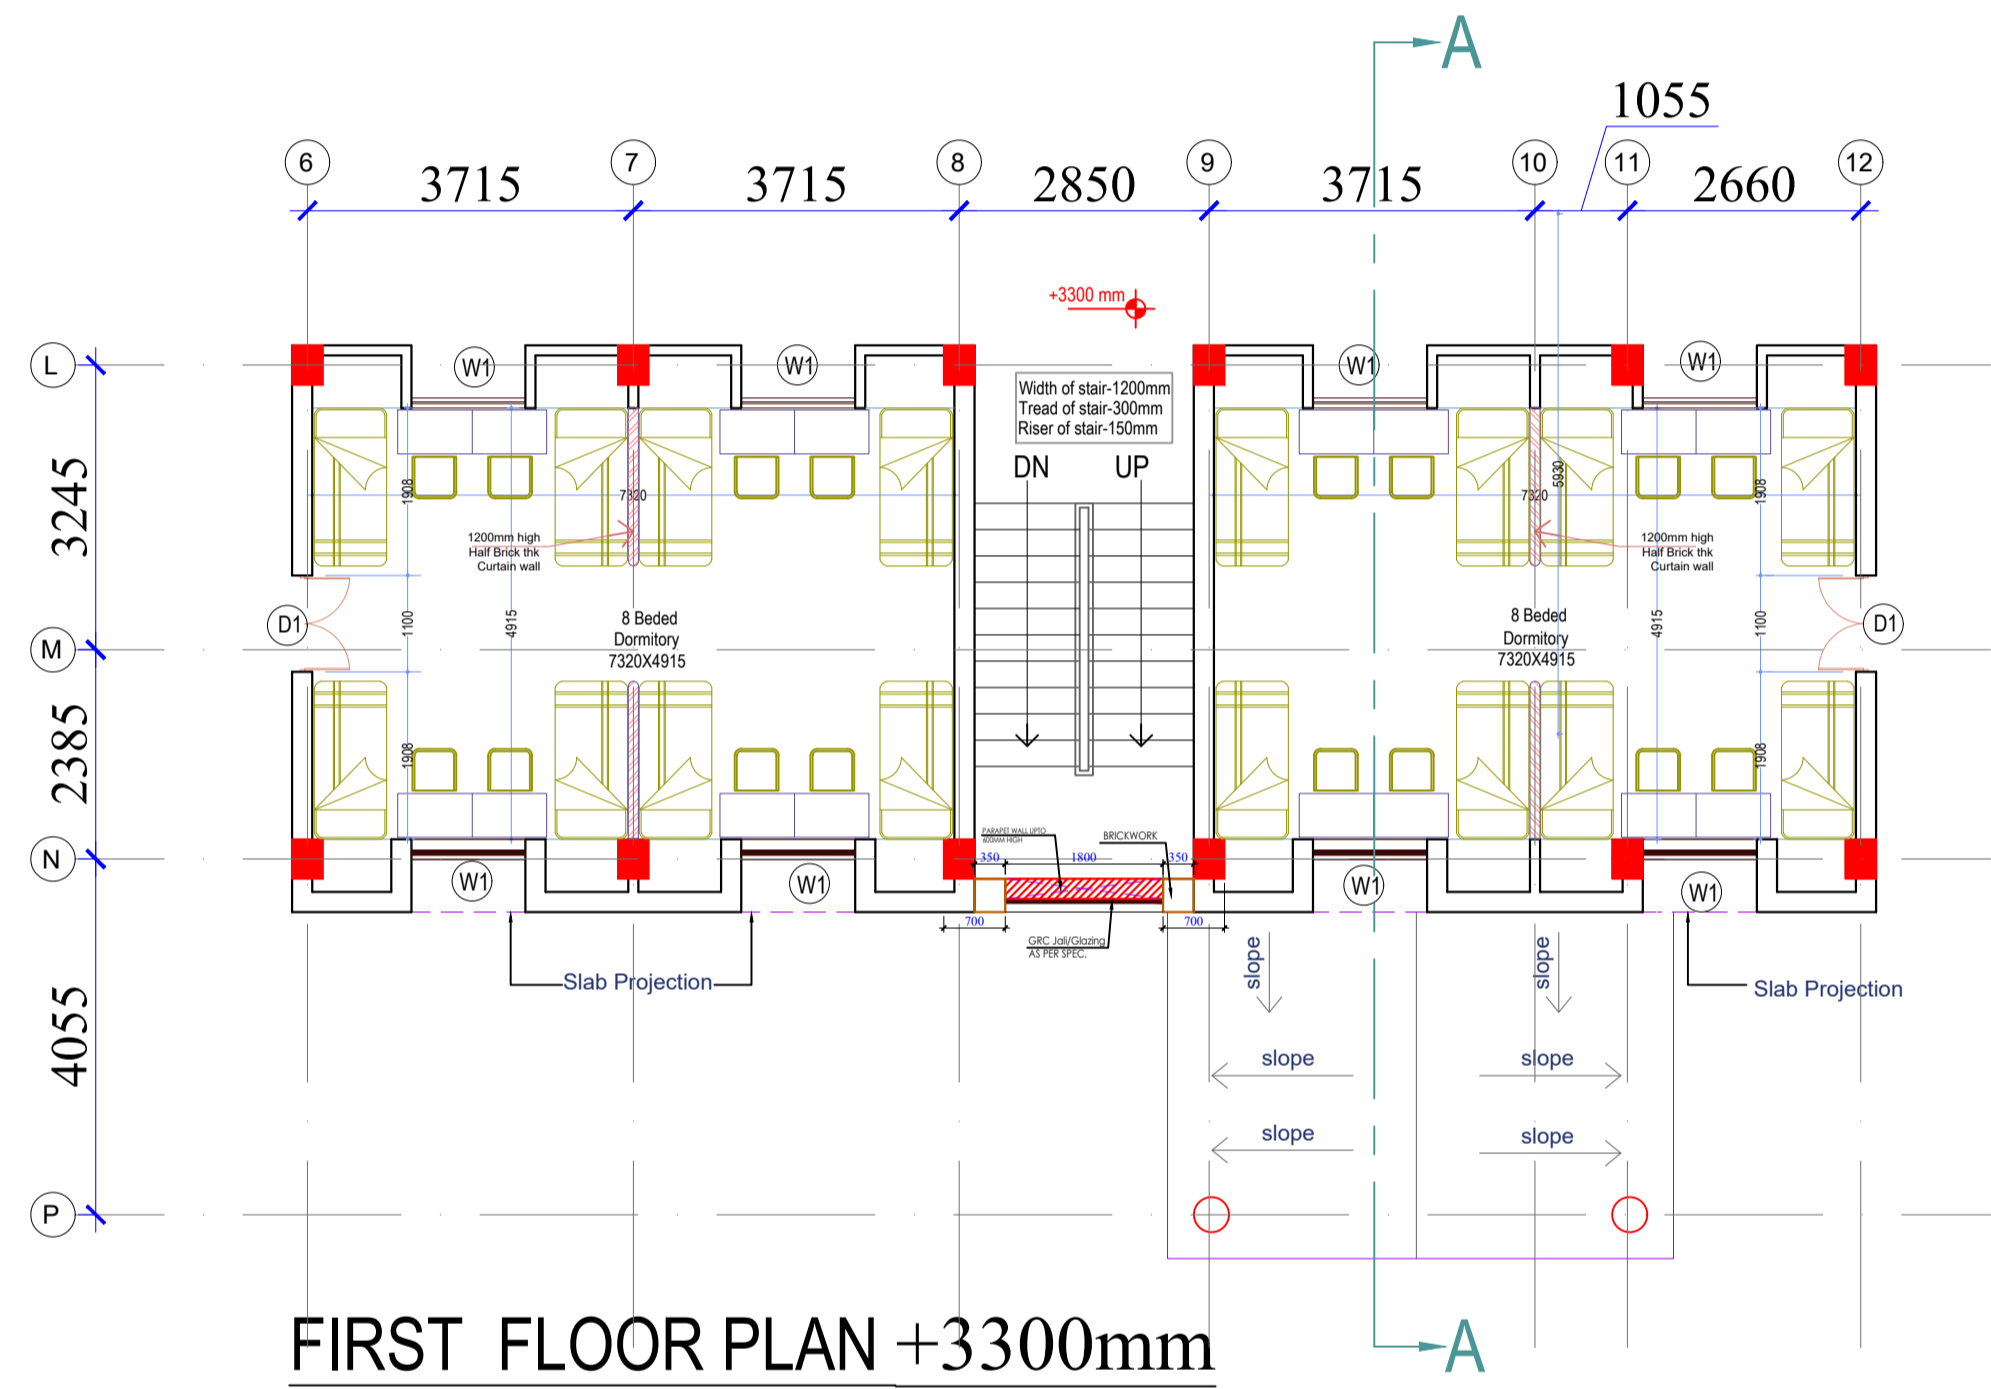 A
1055
6
7
8
9
10
11
12
3715
3715
2850
3715
2660
+3300 mm
L
W1
W1
W1
W1
Width of stair-1200mm
Tread of stair-300mm
Riser of stair-150mm
DN
UP
3245
1908
7320
7320
5930
1908
1200mm high
Half Brick thk
Curtain wall
1200mm high
Half Brick thk
Curtain wall
D1
1100
4915
8 Beded
Dormitory
7320X4915
8 Beded
Dormitory
7320X4915
4915
1100
D1
M
2385
1908
1908
PARAPET WALL UPTO
600MM HIGH
BRICKWORK
N
350
1800
350
W1
W1
W1
W1
700
700
GRC Jali/Glazing
AS PER SPEC.
slope
slope
Slab Projection
Slab Projection
4055
slope
slope
slope
slope
P
FIRST FLOOR PLAN +3300mm
A